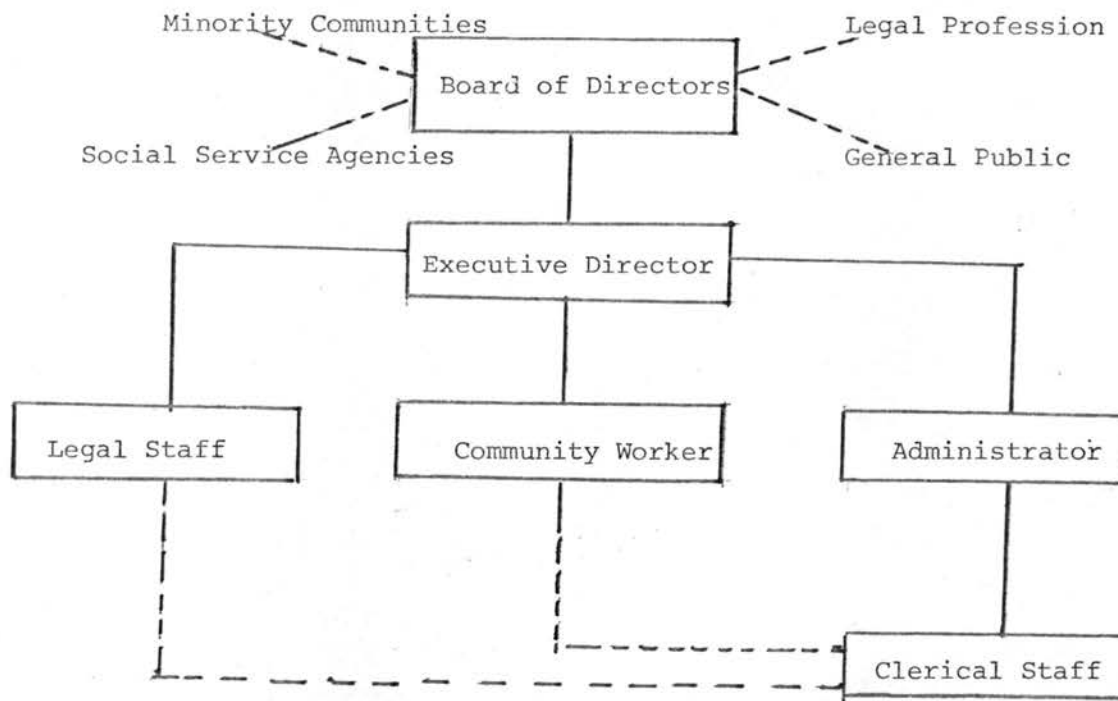 Minority Communities
Legal Profession
Board of Directors
Social Service Agencies
General Public
Executive Director
Legal Staff
Community Worker
Administrator
Clerical Staff